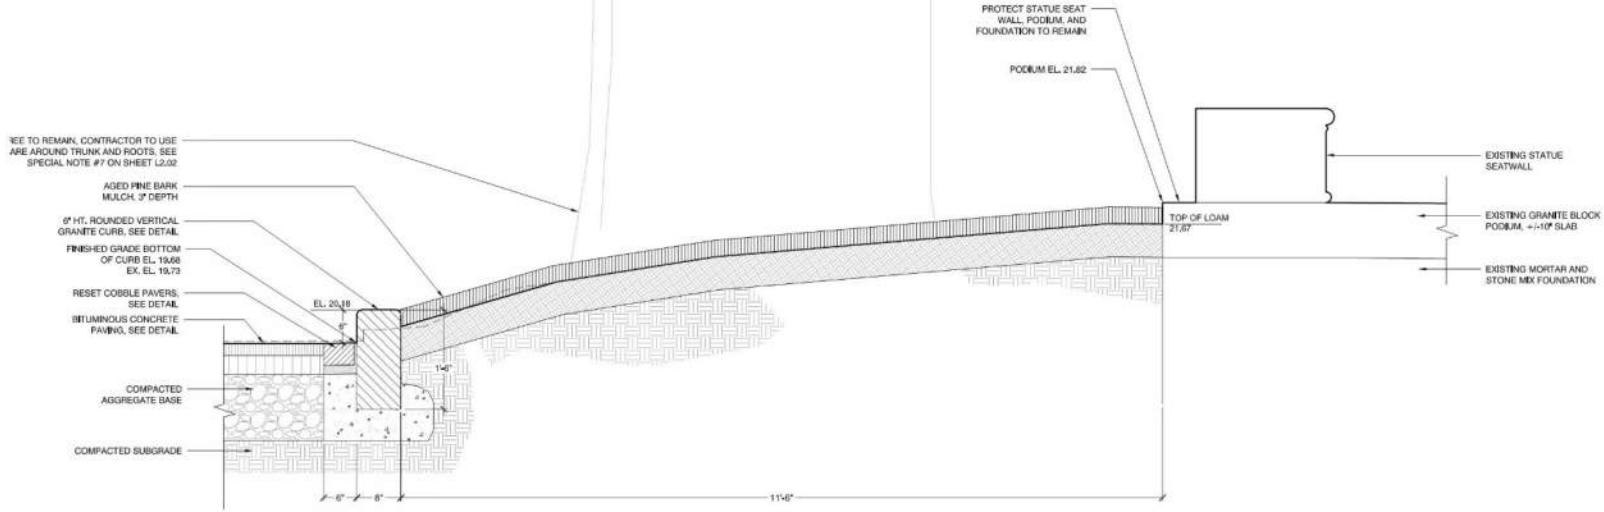 PROTECT STATUE SEAT
WALL, PODIUM, AND
FOUNDATION TO REMAIN
PODIUM EL. 21.82
REE TO REMAIN, CONTRACTOR TO USE
ARE AROUND TRUNK AND ROOTS, SEE
SPECIAL NOTE #7 ON SHEET L2.02
AGED PINE BARK
MULCH, 3" DEPTH
6" HT. ROUNDED VERTICAL
GRANITE CURB, SEE DETAIL
FINISHED GRADE BOTTOM
OF CURB EL. 19.68
EX. EL. 19.73
RESET COBBLE PAVERS,
SEE DETAIL
BITUMINOUS CONCRETE
PAVING, SEE DETAIL
COMPACTED
AGGREGATE BASE
COMPACTED SUBGRADE
EL. 20.18
6"
1'-6"
TOP OF LOAM
21.67
EXISTING STATUE
SEATWALL
EXISTING GRANITE BLOCK
PODIUM, +/-10" SLAB
EXISTING MORTAR AND
STONE MIX FOUNDATION
6"
8"
11'-6"